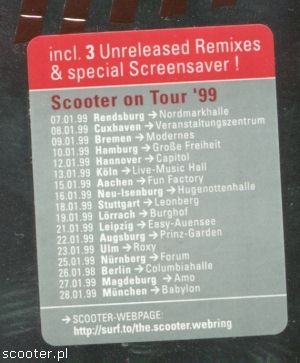 incl. 3 Unreleased Remixes
& special Screensaver !
Scooter on Tour '99
07.01.99 Rendsburg → Nordmarkhalle
08.01.99 Cuxhaven → Veranstaltungszentrum
09.01.99 Bremen → Modernes
10.01.99 Hamburg → Große Freiheit
12.01.99 Hannover → Capitol
13.01.99 Köln → Live-Music Hall
15.01.99 Aachen → Fun Factory
16.01.99 Neu-Isenburg → Hugenottenhalle
18.01.99 Stuttgart → Leonberg
19.01.99 Lörrach → Burghof
21.01.99 Leipzig → Easy-Auensee
22.01.99 Augsburg → Prinz-Garden
23.01.99 Ulm → Roxy
25.01.99 Nürnberg → Forum
26.01.98 Berlin → Columbiahalle
27.01.99 Magdeburg → Amo
28.01.99 München → Babylon
→ SCOOTER-WEBPAGE:
http://surf.to/the.scooter.webring
scooter.pl